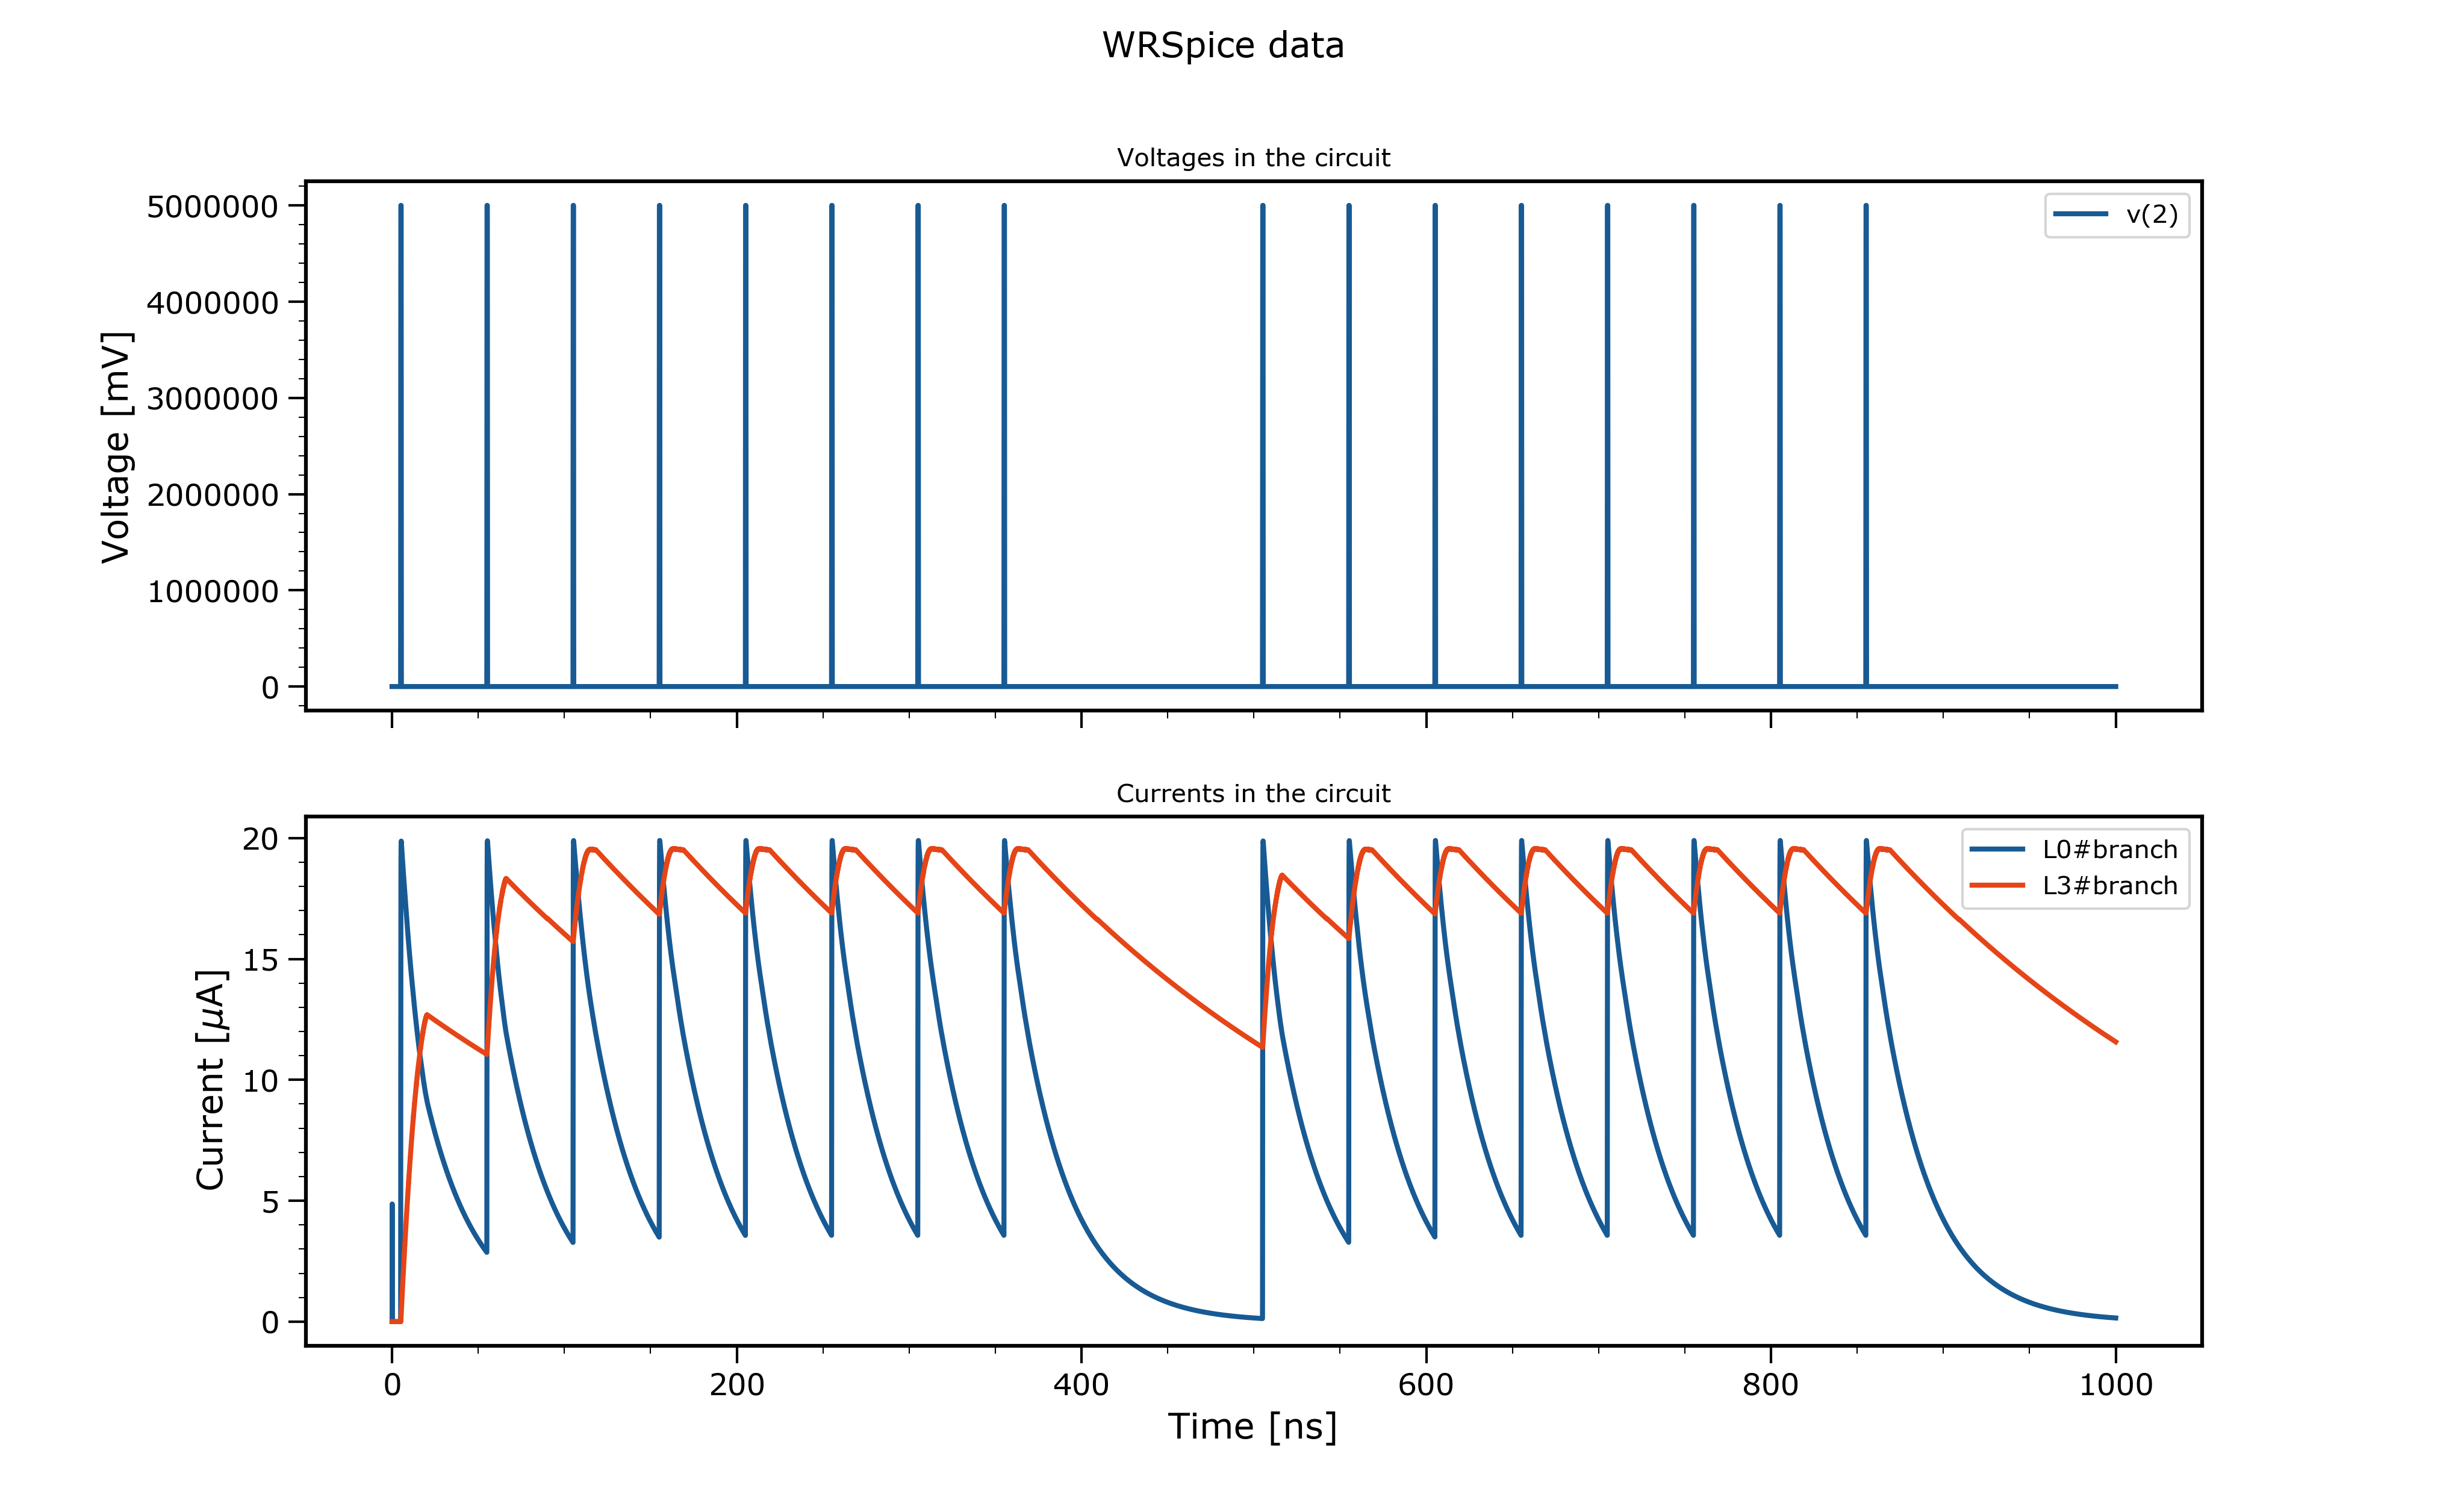 WRSpice data
Voltages in the circuit
Voltage [mV]
5000000
4000000
3000000
2000000
1000000
0
v(2)
Currents in the circuit
Current [μA]
20
15
10
5
0
L0#branch
L3#branch
0 200 400 600 800 1000
Time [ns]